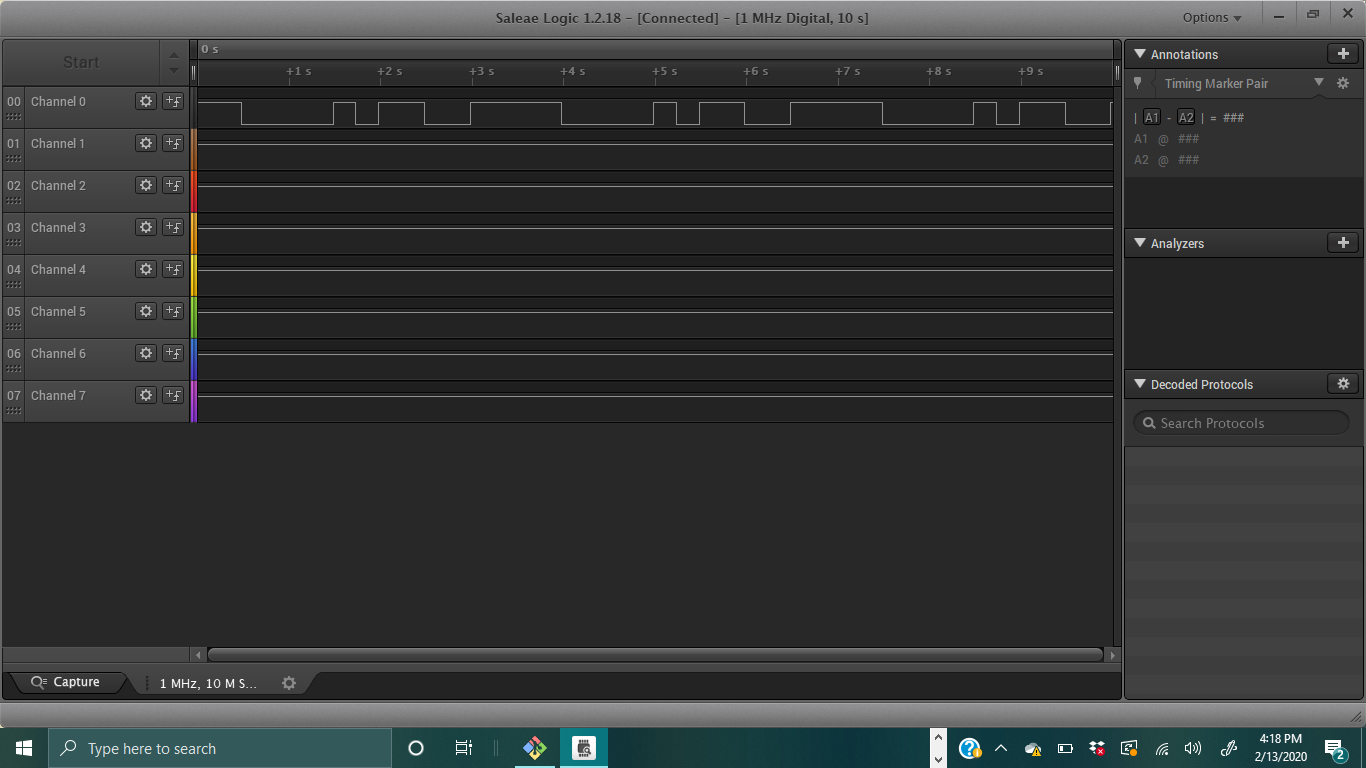 Saleae Logic 1.2.18 - [Connected] - [1 MHz Digital, 10 s]
Options
Start
0 s
+1 s +2 s +3 s +4 s +5 s +6 s +7 s +8 s +9 s
00 Channel 0
01 Channel 1
02 Channel 2
03 Channel 3
04 Channel 4
05 Channel 5
06 Channel 6
07 Channel 7
Annotations
Timing Marker Pair
| A1 - A2 | = ###
A1 @ ###
A2 @ ###
Analyzers
Decoded Protocols
Search Protocols
Capture
1 MHz, 10 M S...
Type here to search
4:18 PM
2/13/2020
2